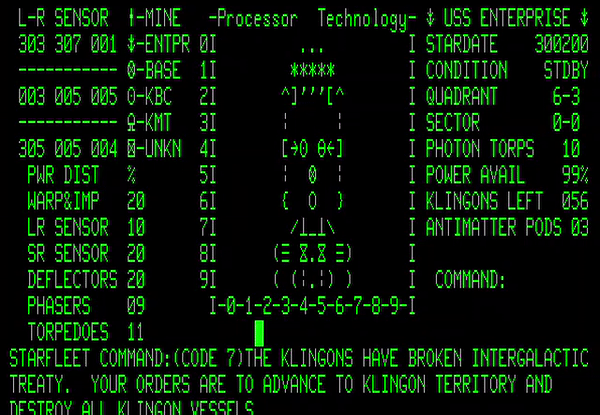 L-R SENSOR ǂ-MINE -Processor Technology- ⇟ USS ENTERPRISE ⇟
303 307 001 ⇟-ENTPR 0I ... I STARDATE 300200
----------- 0-BASE 1I ***** I CONDITION STDBY
003 005 005 O-KBC 2I ^]'''[^ I QUADRANT 6-3
----------- Ω-KMT 3I ¦ ¦ I SECTOR 0-0
305 005 004 ⊠-UNKN 4I [→O θ←] I PHOTON TORPS 10
PWR DIST % 5I ¦ 0 ¦ I POWER AVAIL 99%
WARP&IMP 20 6I { O } I KLINGONS LEFT 056
LR SENSOR 10 7I /⊥_⊥\ I ANTIMATTER PODS 03
SR SENSOR 20 8I (Ξ X.X Ξ) I
DEFLECTORS 20 9I ( (¦.¦) ) I COMMAND:
PHASERS 09 I-0-1-2-3-4-5-6-7-8-9-I
TORPEDOES 11
STARFLEET COMMAND:(CODE 7)THE KLINGONS HAVE BROKEN INTERGALACTIC
TREATY. YOUR ORDERS ARE TO ADVANCE TO KLINGON TERRITORY AND
DESTROY ALL KLINGON VESSELS